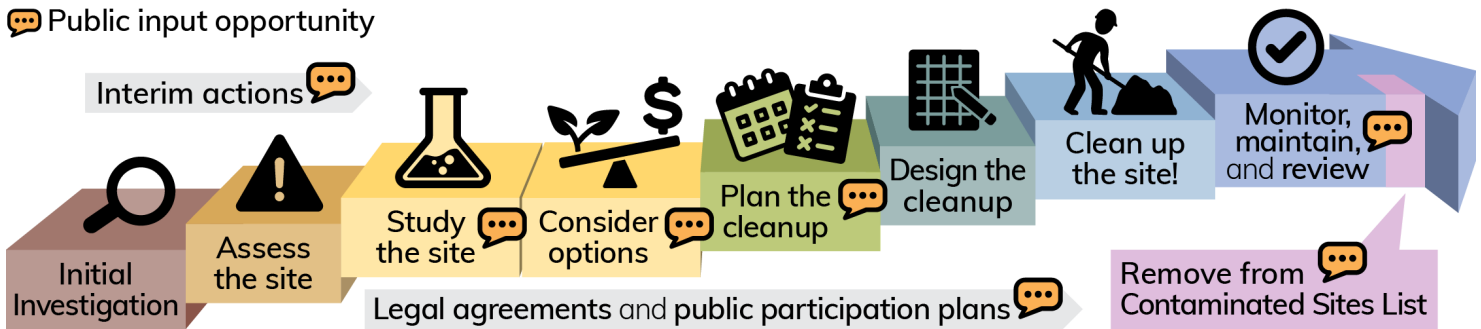 Public input opportunity
Interim actions
Initial
Investigation
Assess
the site
Study
the site
Consider
options
Plan the
cleanup
Design the
cleanup
Clean up
the site!
Monitor,
maintain,
and review
Legal agreements and public participation plans
Remove from
Contaminated Sites List